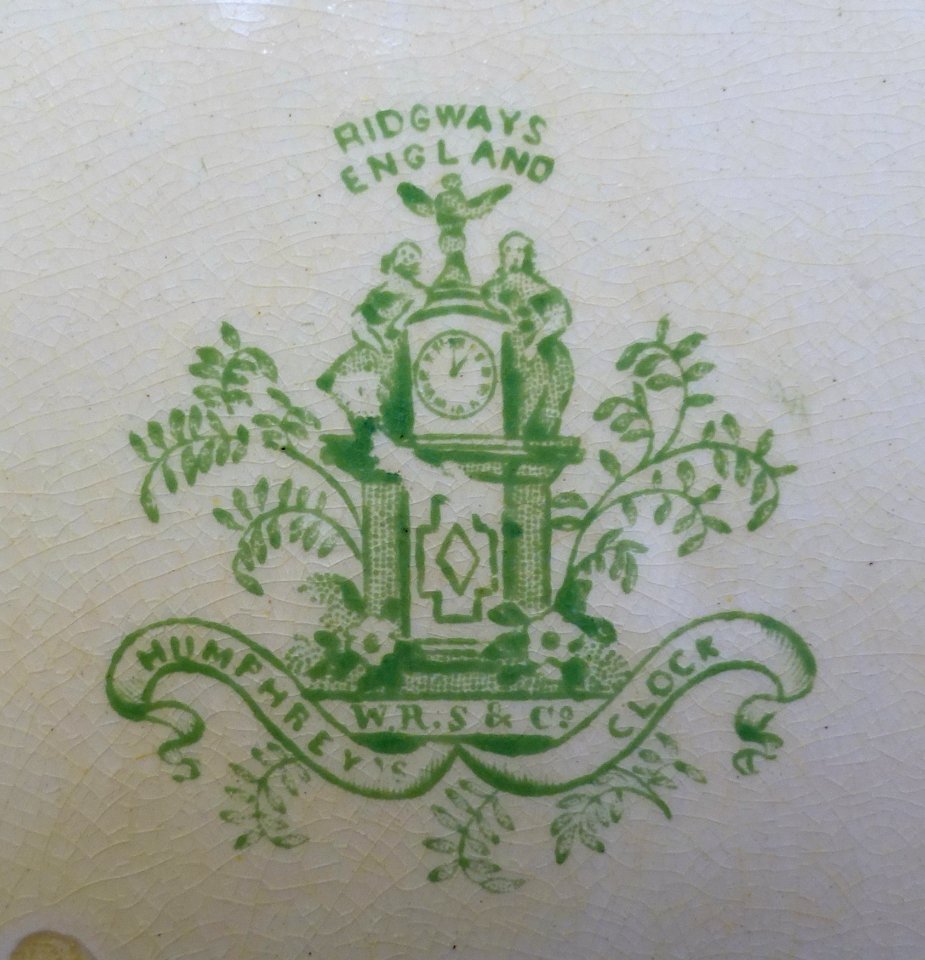 RIDGWAYS
ENGLAND
HUMPHREY'S CLOCK
W.R.S & Co